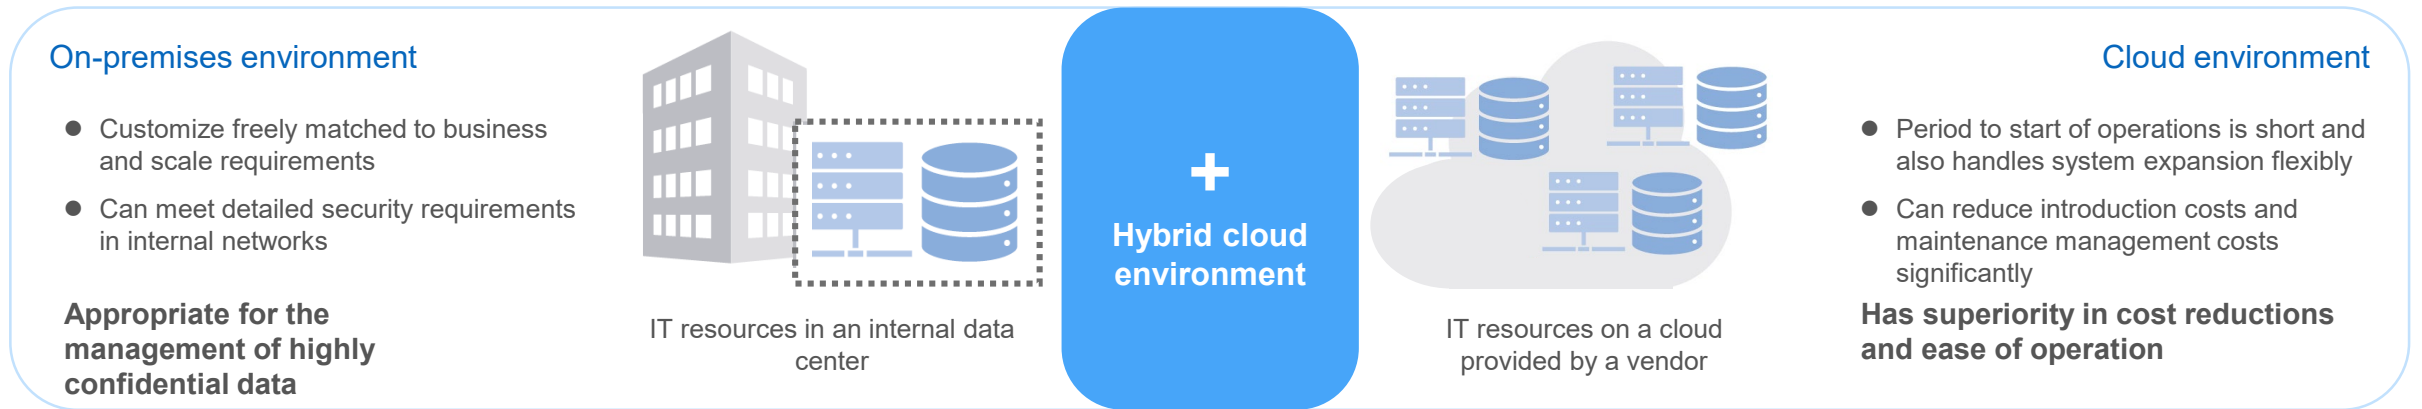 On-premises environment
● Customize freely matched to business
and scale requirements
● Can meet detailed security requirements
in internal networks
Appropriate for the
management of highly
confidential data
IT resources in an internal data
center
+
Hybrid cloud
environment
IT resources on a cloud
provided by a vendor
Cloud environment
● Period to start of operations is short and
also handles system expansion flexibly
● Can reduce introduction costs and
maintenance management costs
significantly
Has superiority in cost reductions
and ease of operation